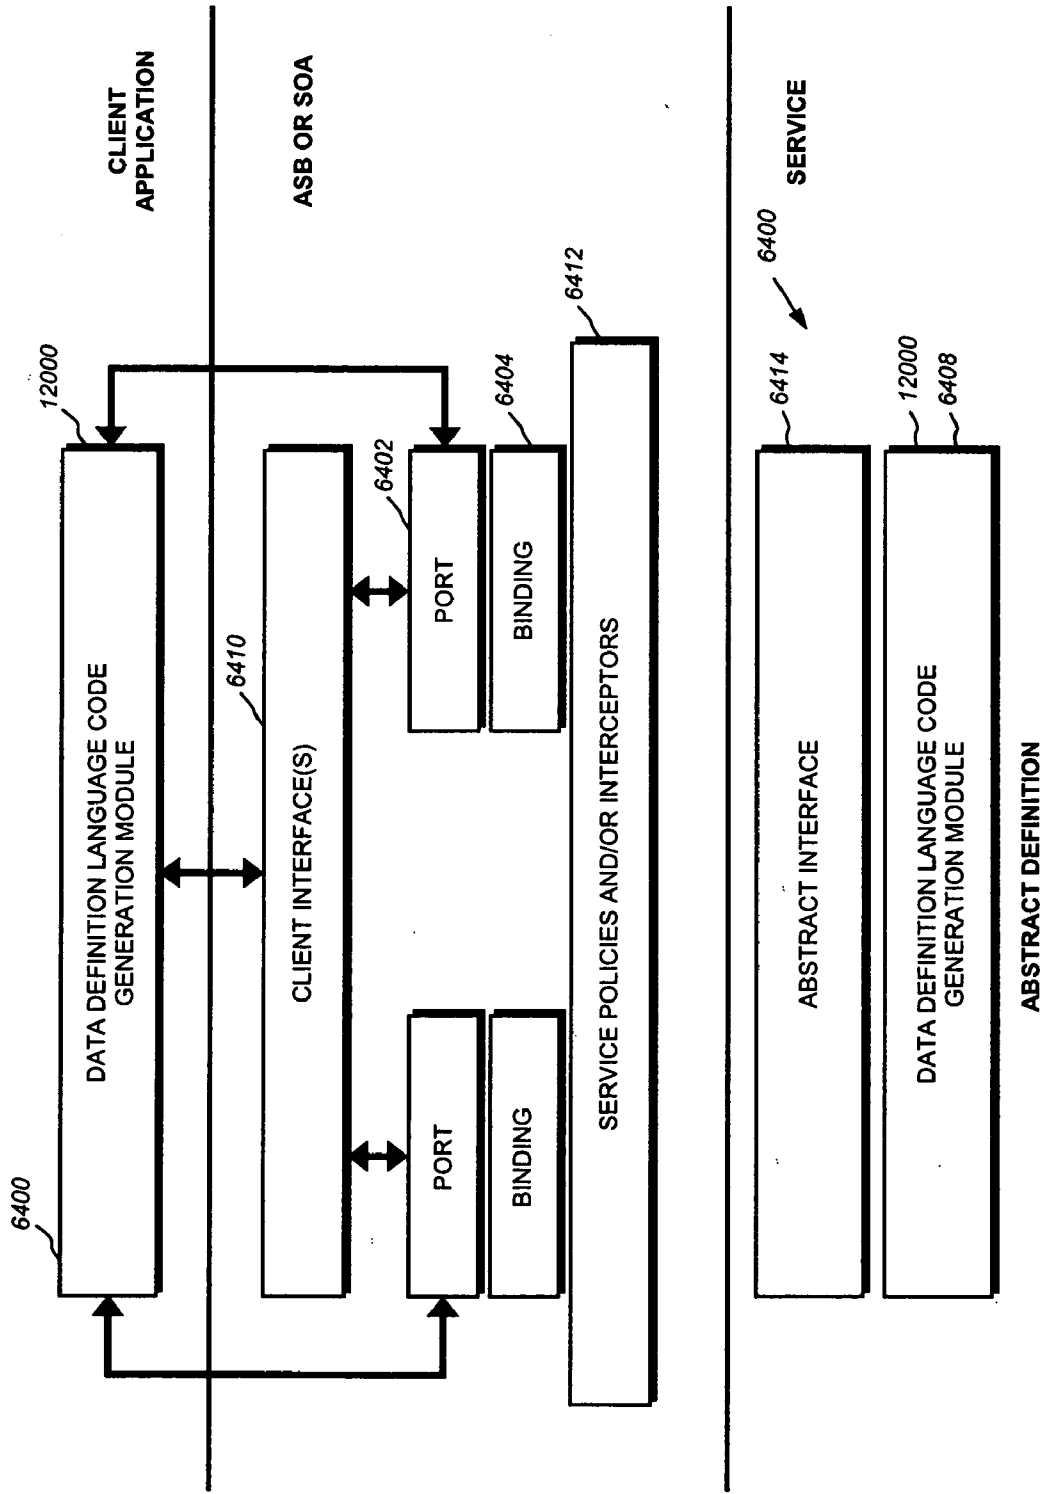 CLIENT
APPLICATION
6400
12000
DATA DEFINITION LANGUAGE CODE
GENERATION MODULE
ASB OR SOA
6410
CLIENT INTERFACE(S)
6402
PORT
PORT
6404
BINDING
BINDING
6412
SERVICE POLICIES AND/OR INTERCEPTORS
SERVICE
6400
6414
ABSTRACT INTERFACE
12000
6408
DATA DEFINITION LANGUAGE CODE
GENERATION MODULE
ABSTRACT DEFINITION